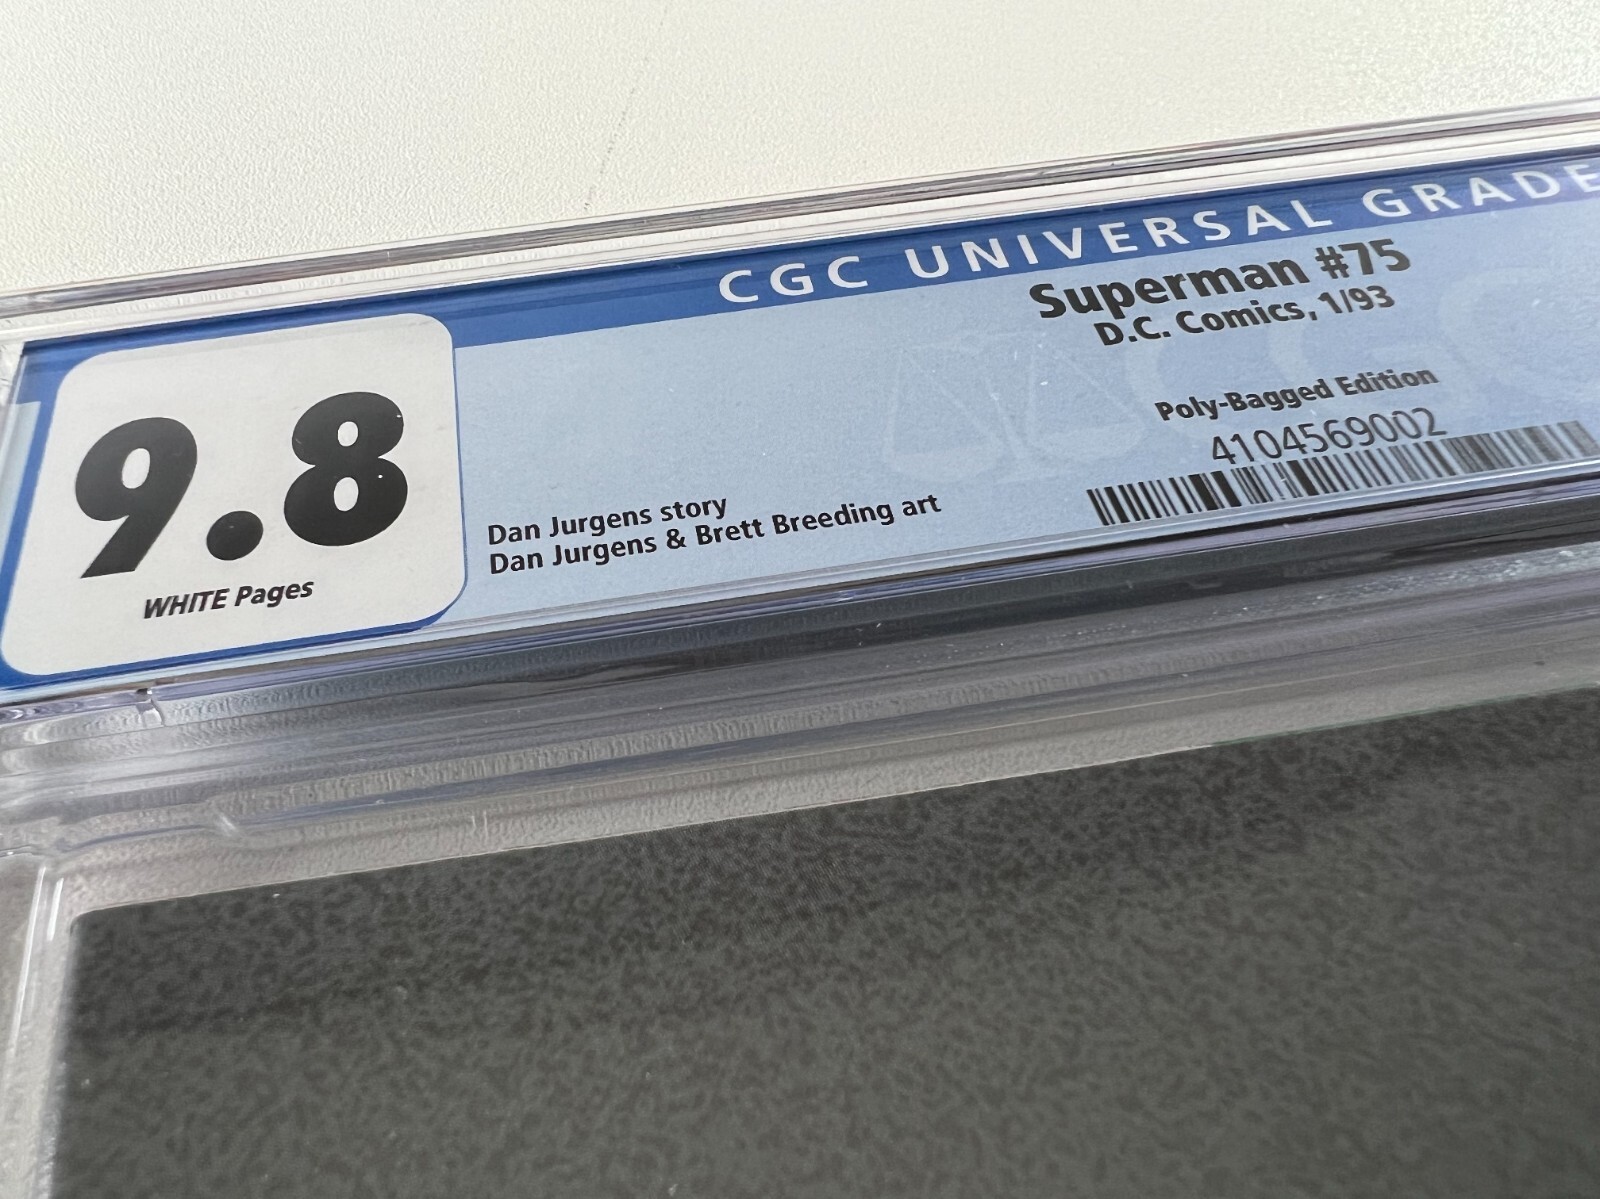 CGC UNIVERSAL GRADE
Superman #75
D.C. Comics, 1/93
Poly-Bagged Edition
4104569002
9.8
WHITE Pages
Dan Jurgens story
Dan Jurgens & Brett Breeding art